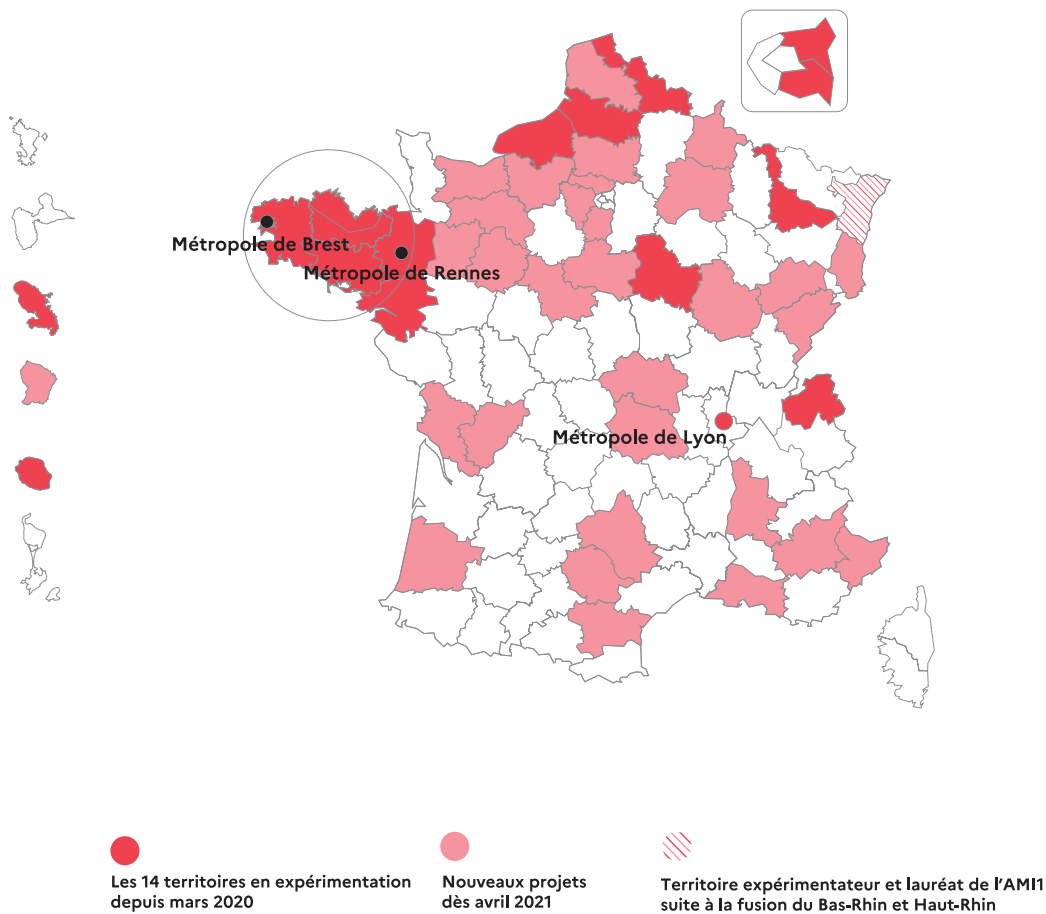 Métropole de Brest
Métropole de Rennes
Métropole de Lyon
Les 14 territoires en expérimentation
depuis mars 2020
Nouveaux projets
dès avril 2021
Territoire expérimentateur et lauréat de l'AMI1
suite à la fusion du Bas-Rhin et Haut-Rhin